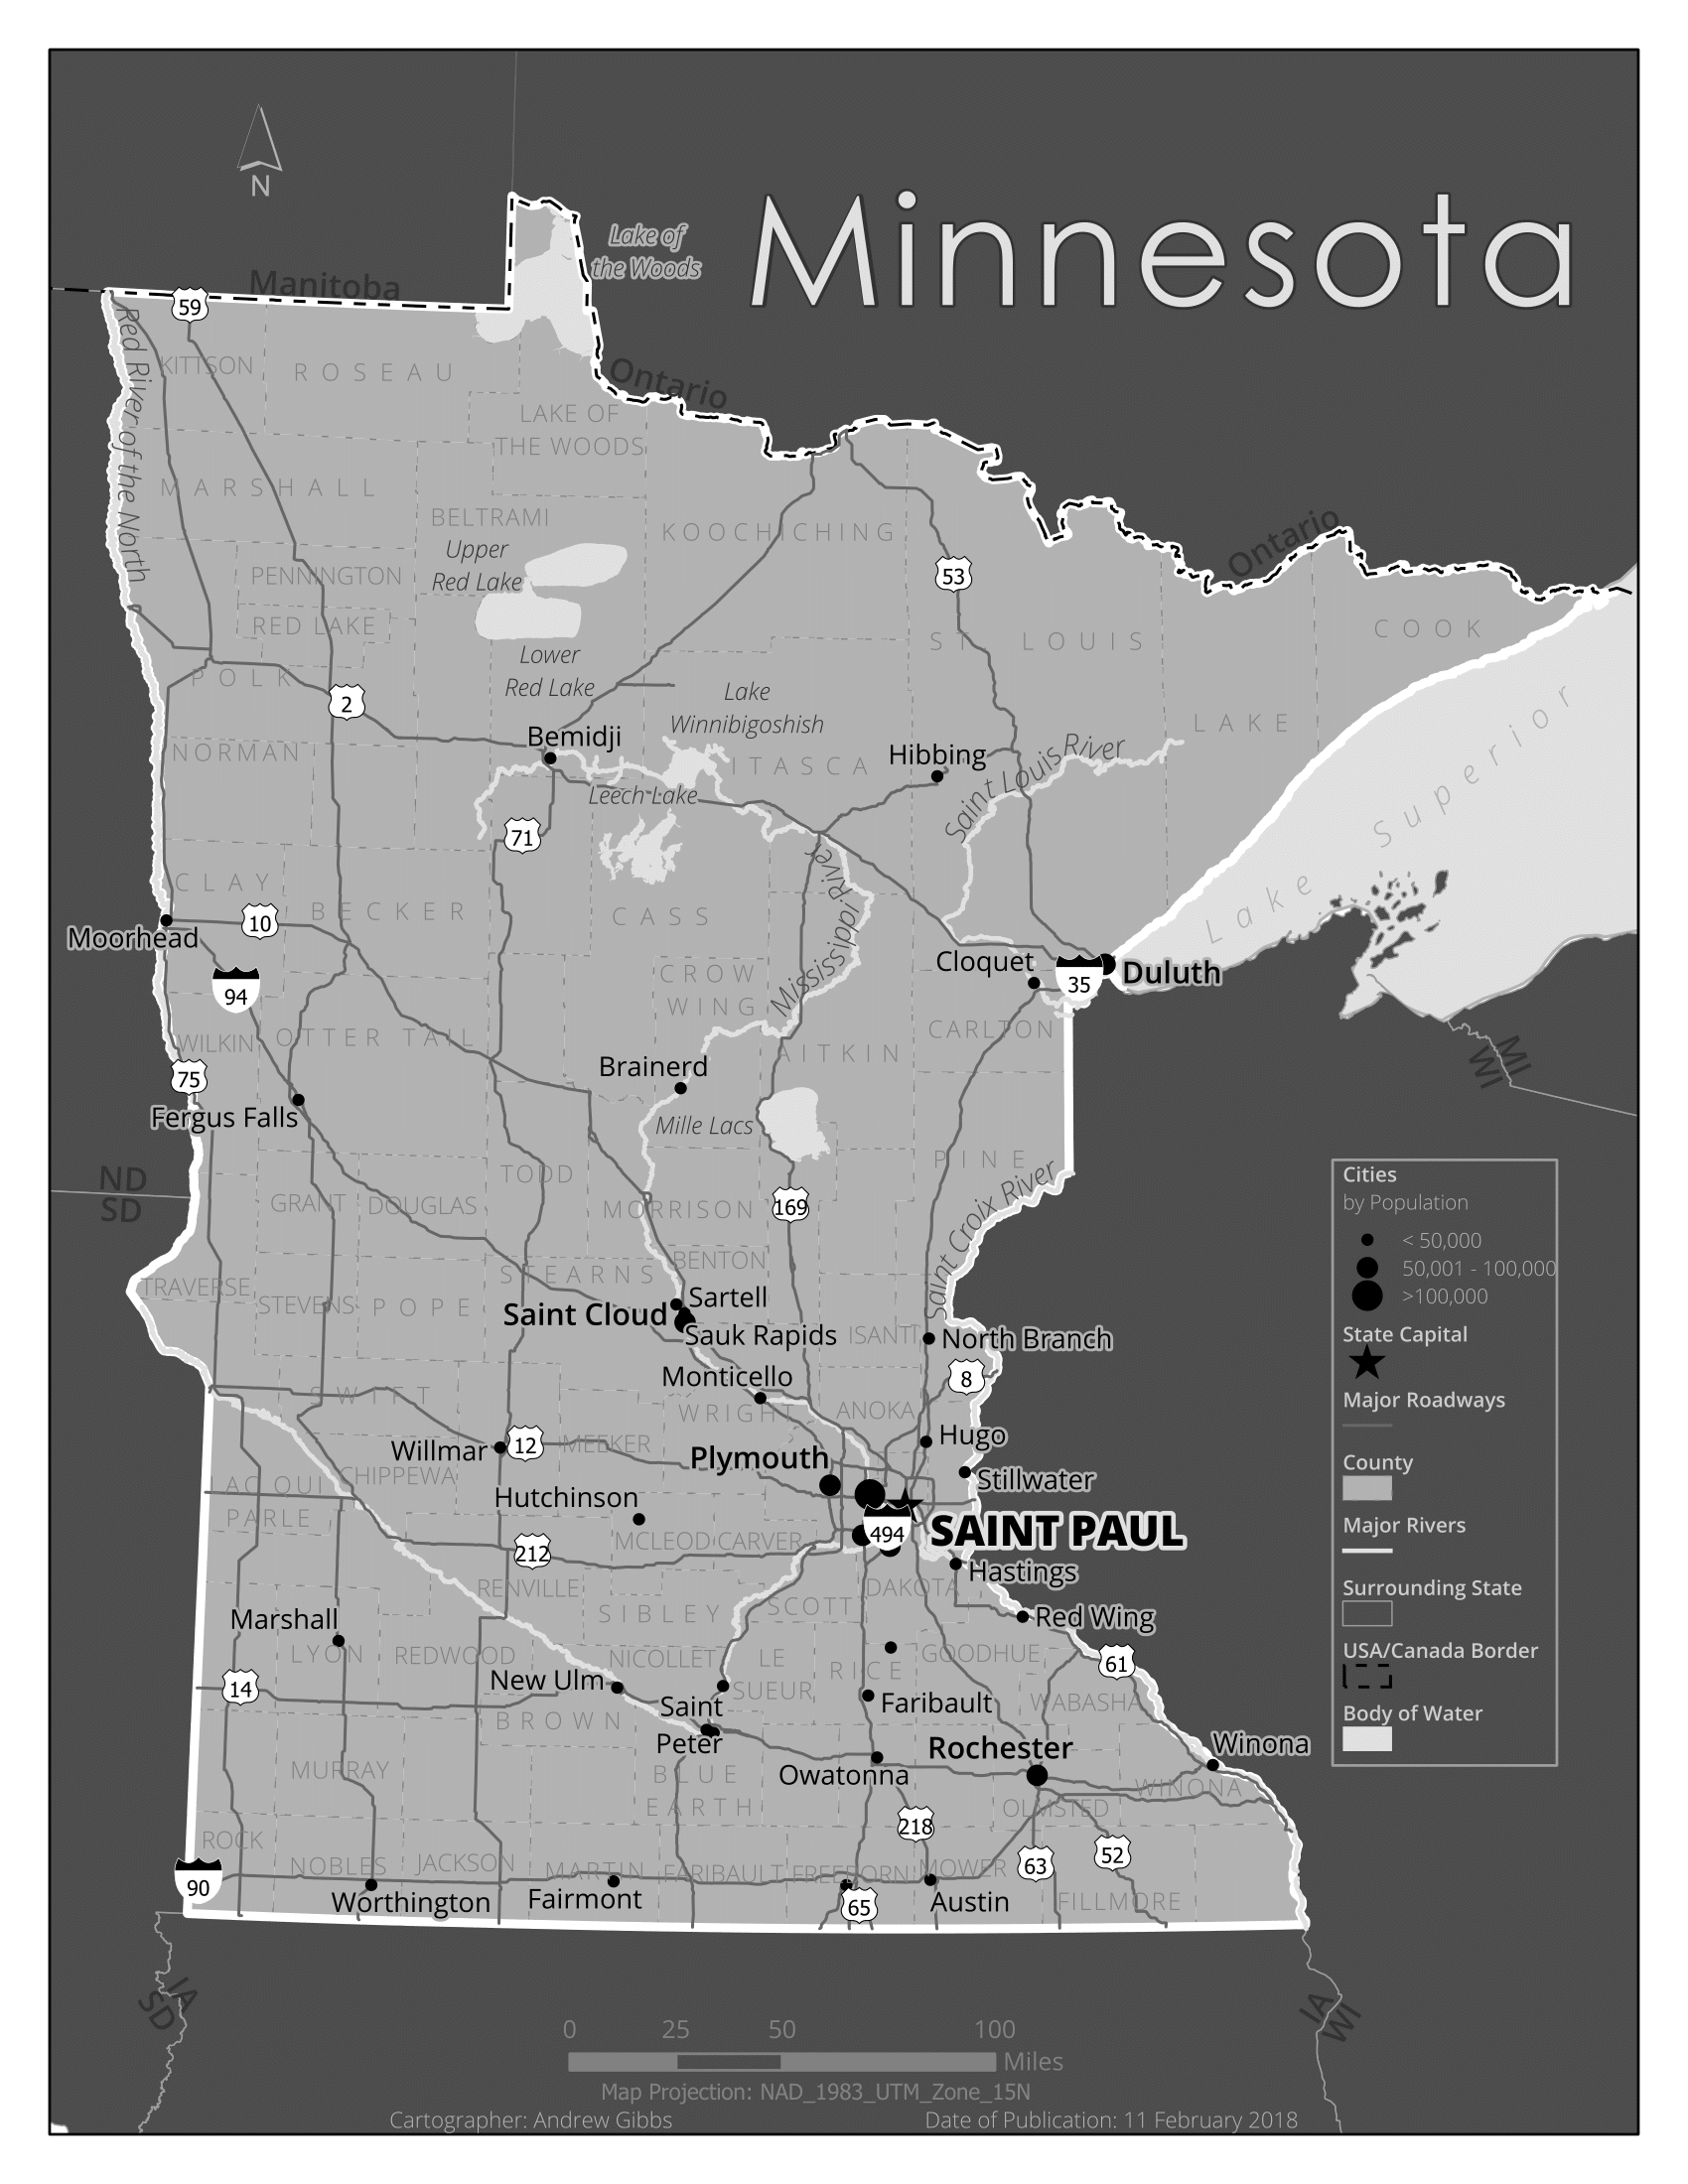 N
Minnesota
Lake of
the Woods
Manitoba
59
Red River of the North
KITTSON
ROSEAU
Ontario
LAKE OF
THE WOODS
MARSHALL
BELTRAMI
KOOCHICHING
Upper
Red Lake
53
Ontario
PENNINGTON
RED LAKE
ST. LOUIS
COOK
Lower
Red Lake
POLK
2
Lake
Winnibigoshish
LAKE
Lake Superior
NORMAN
Bemidji
ITASCA
Hibbing
Saint Louis River
Leech Lake
71
Mississippi River
CLAY
BECKER
CASS
10
Moorhead
94
CROW
WING
Cloquet
35
Duluth
WILKIN
OTTER TAIL
AITKIN
CARLTON
MI
WI
75
Brainerd
Fergus Falls
Mille Lacs
ND
SD
TODD
PINE
Saint Croix River
GRANT
DOUGLAS
MORRISON
169
BENTON
TRAVERSE
STEARNS
STEVENS
POPE
Sartell
Saint Cloud
Sauk Rapids
ISANTI
North Branch
Monticello
8
SWIFT
WRIGHT
ANOKA
Hugo
Willmar
12
MEEKER
Plymouth
Stillwater
LAC QUI
PARLE
CHIPPEWA
Hutchinson
494
SAINT PAUL
212
MCLEOD
CARVER
Hastings
RENVILLE
DAKOTA
SIBLEY
SCOTT
Red Wing
Marshall
LYON
REDWOOD
NICOLLET
LE
SUEUR
RICE
GOODHUE
61
14
New Ulm
Saint
Peter
Faribault
WABASHA
BROWN
Rochester
Winona
MURRAY
BLUE
EARTH
Owatonna
WINONA
OLMSTED
218
ROCK
NOBLES
JACKSON
MARTIN
FARIBAULT
FREEBORN
MOWER
63
52
90
Worthington
Fairmont
65
Austin
FILLMORE
IA
SD
IA
WI
Cities
by Population
< 50,000
50,001 - 100,000
>100,000
State Capital
Major Roadways
County
Major Rivers
Surrounding State
USA/Canada Border
Body of Water
0 25 50 100
Miles
Map Projection: NAD_1983_UTM_Zone_15N
Cartographer: Andrew Gibbs
Date of Publication: 11 February 2018